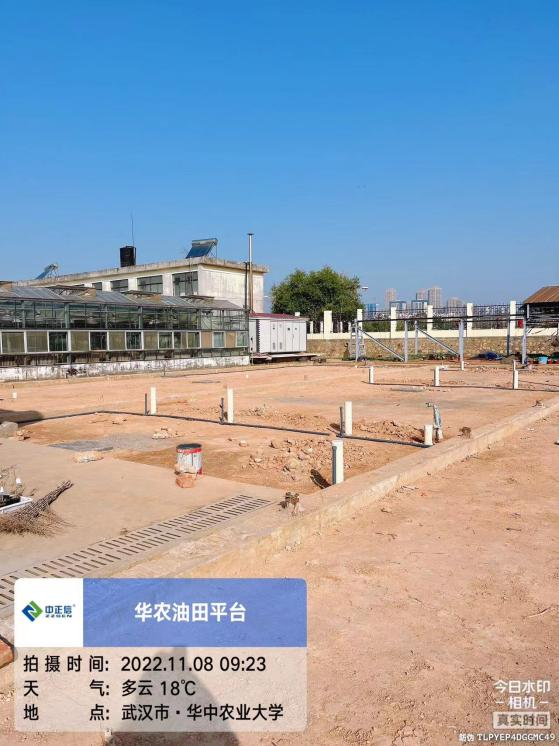 中正信®
ZZSEN
华农油田平台
拍摄时间: 2022.11.08 09:23
天气: 多云 18℃
地点: 武汉市·华中农业大学
今日水印
-相机-
真实时间
防伪 TLPYEP4DGGMC49